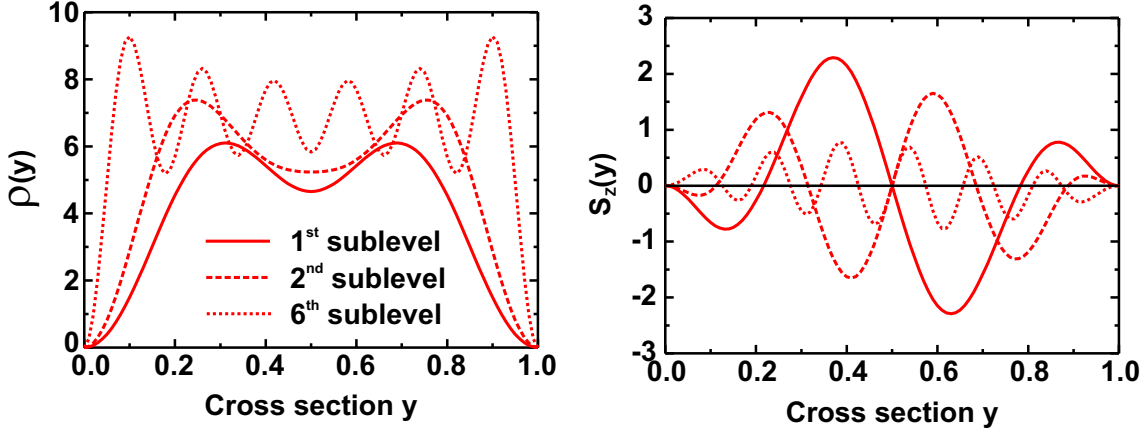 10
8
6
4
2
0
ρ(y)
1st sublevel
2nd sublevel
6th sublevel
0.0 0.2 0.4 0.6 0.8 1.0
Cross section y
3
2
1
0
-1
-2
-3
Sz(y)
0.0 0.2 0.4 0.6 0.8 1.0
Cross section y